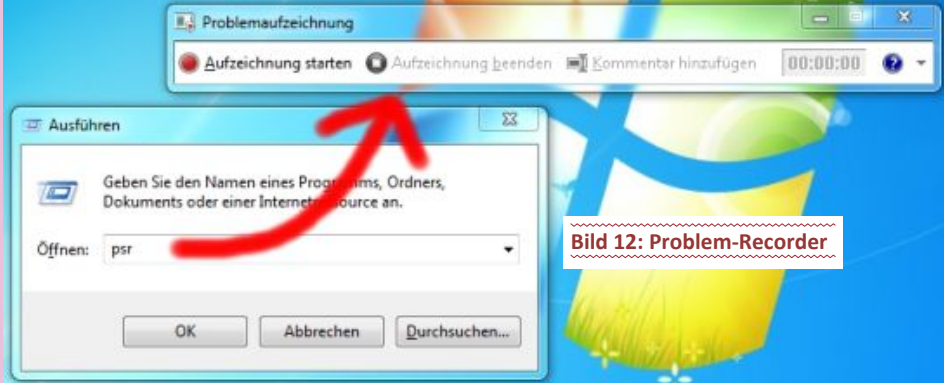 Problemaufzeichnung
Aufzeichnung starten Aufzeichnung beenden Kommentar hinzufügen 00:00:00
Ausführen
Geben Sie den Namen eines Programms, Ordners,
Dokuments oder einer Internetressource an.
Öffnen: psr
OK Abbrechen Durchsuchen...
Bild 12: Problem-Recorder